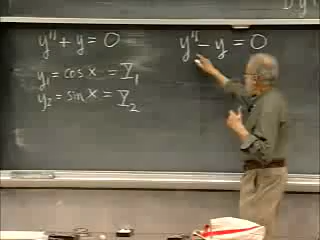 y'' + y = 0
y₁ = cos x = Y₁
y₂ = sin x = Y₂
y'' - y = 0